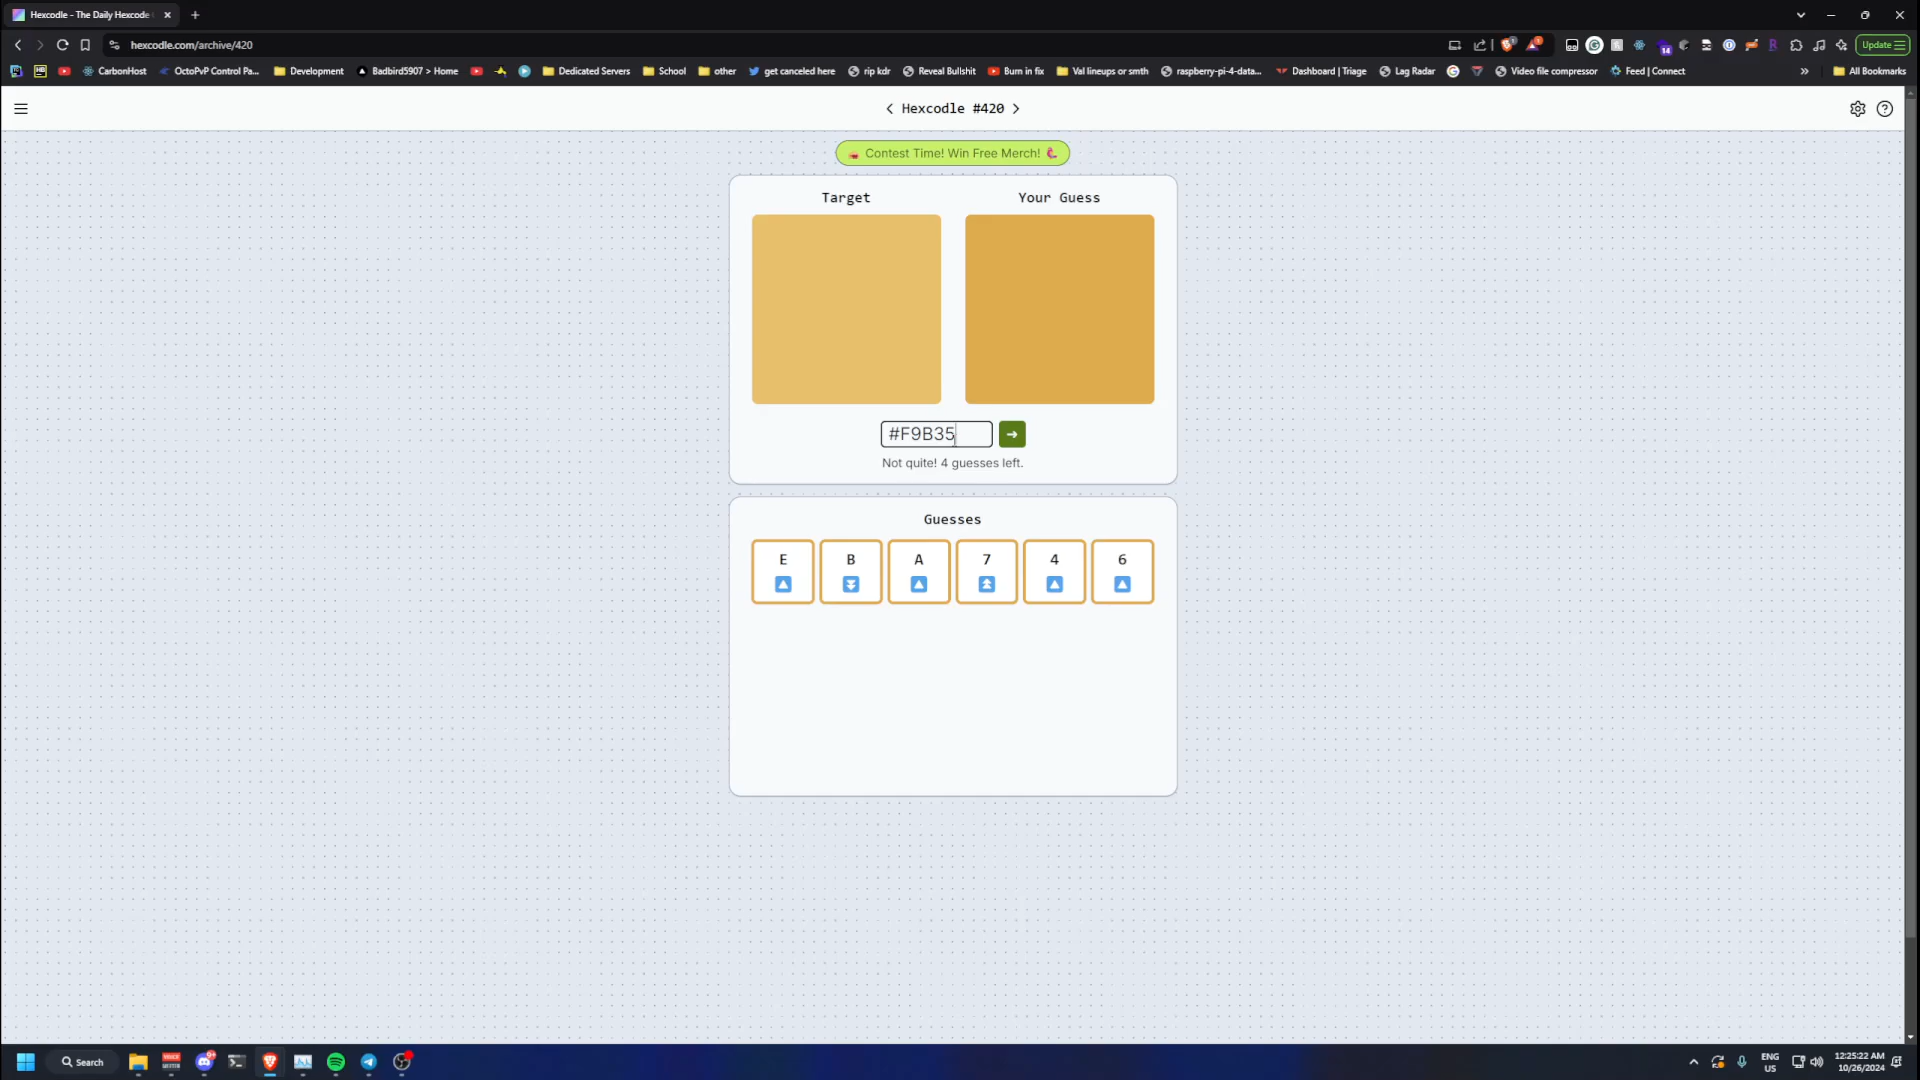 Hexcodle - The Daily Hexcode
hexcodle.com/archive/420
14
Update
CarbonHost
OctoPvP Control Pa...
Development
Badbird5907 > Home
Dedicated Servers
School
other
get canceled here
rip kdr
Reveal Bullshit
Burn in fix
Val lineups or smth
raspberry-pi-4-data...
Dashboard | Triage
Lag Radar
Video file compressor
Feed | Connect
»
All Bookmarks
< Hexcodle #420 >
Contest Time! Win Free Merch!
Target
Your Guess
#F9B35
Not quite! 4 guesses left.
Guesses
E B A 7 4 6
Search
ENG
US
12:25:22 AM
10/26/2024